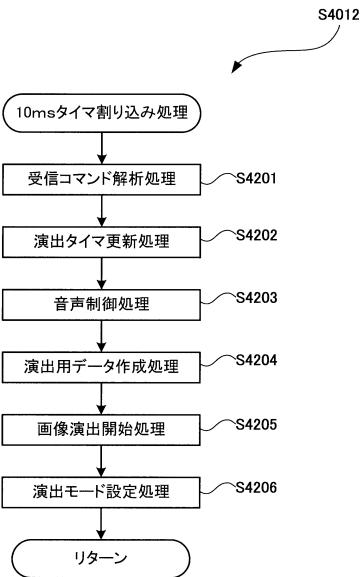 S4012
10msタイマ割り込み処理
受信コマンド解析処理
S4201
演出タイマ更新処理
S4202
音声制御処理
S4203
演出用データ作成処理
S4204
画像演出開始処理
S4205
演出モード設定処理
S4206
リターン